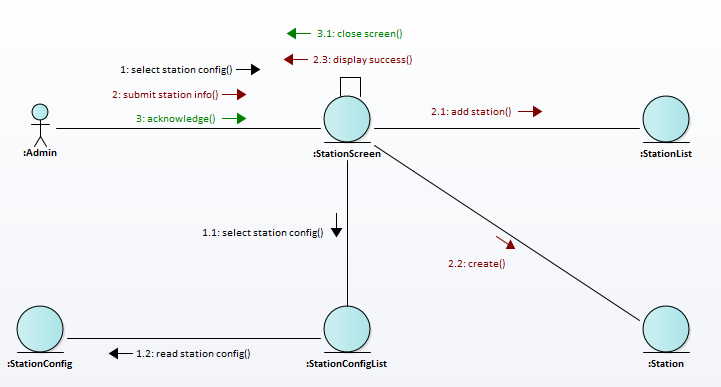 3.1: close screen()
2.3: display success()
1: select station config()
2: submit station info()
3: acknowledge()
2.1: add station()
:Admin
:StationScreen
:StationList
1.1: select station config()
2.2: create()
1.2: read station config()
:StationConfig
:StationConfigList
:Station